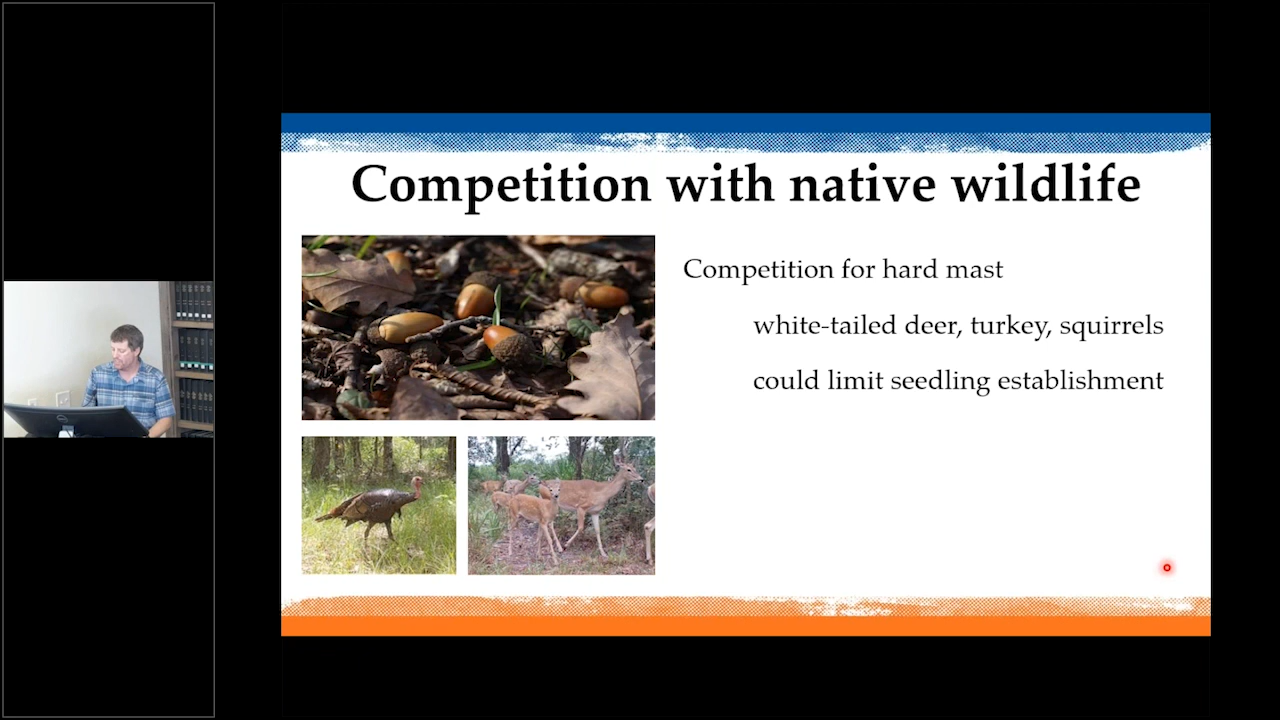 Competition with native wildlife
Competition for hard mast
white-tailed deer, turkey, squirrels
could limit seedling establishment